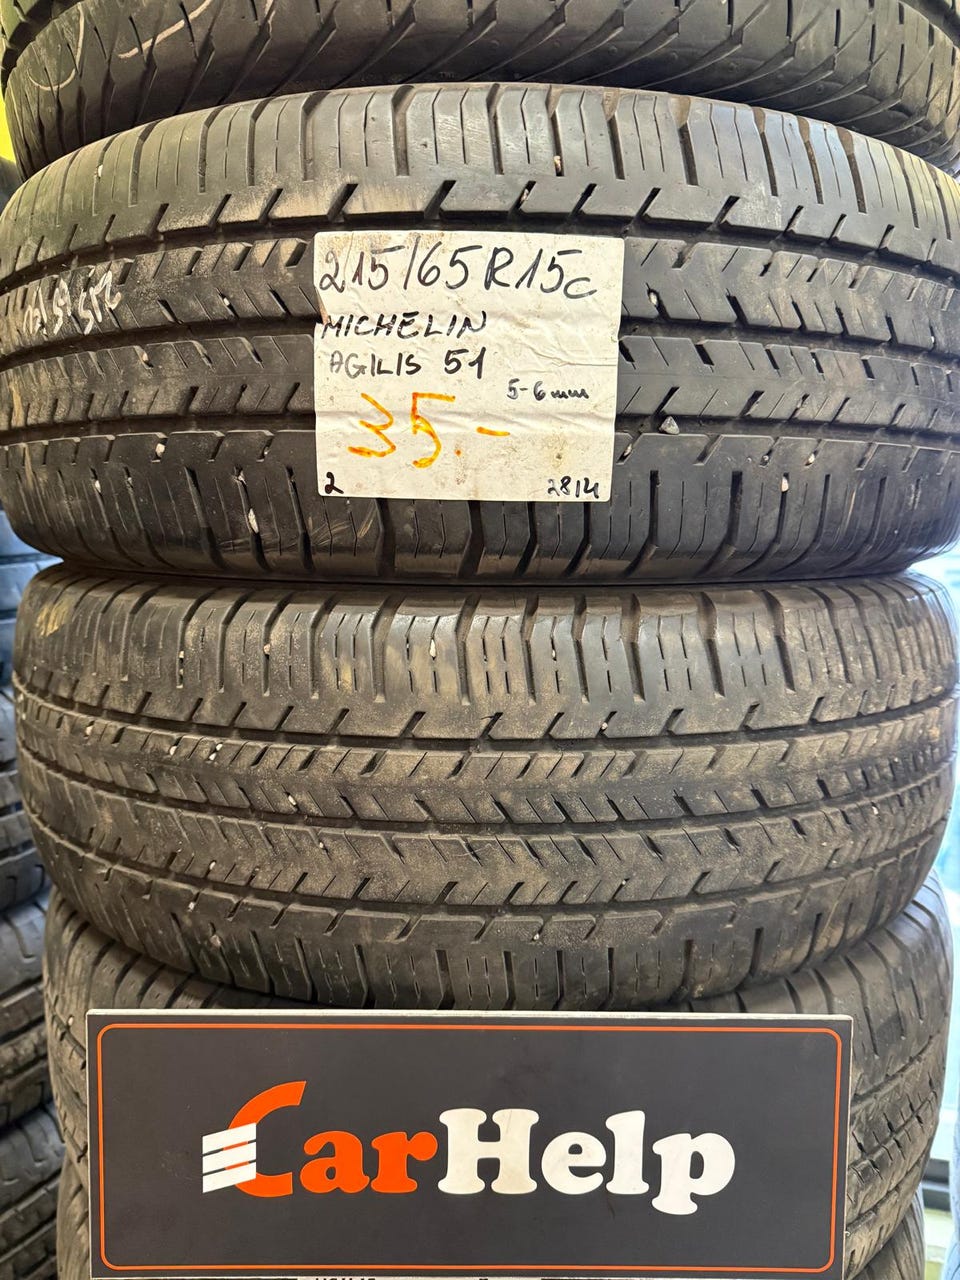 215/65 R15c
MICHELIN
AGILIS 51
5-6 mm
35.-
2
2814
CarHelp